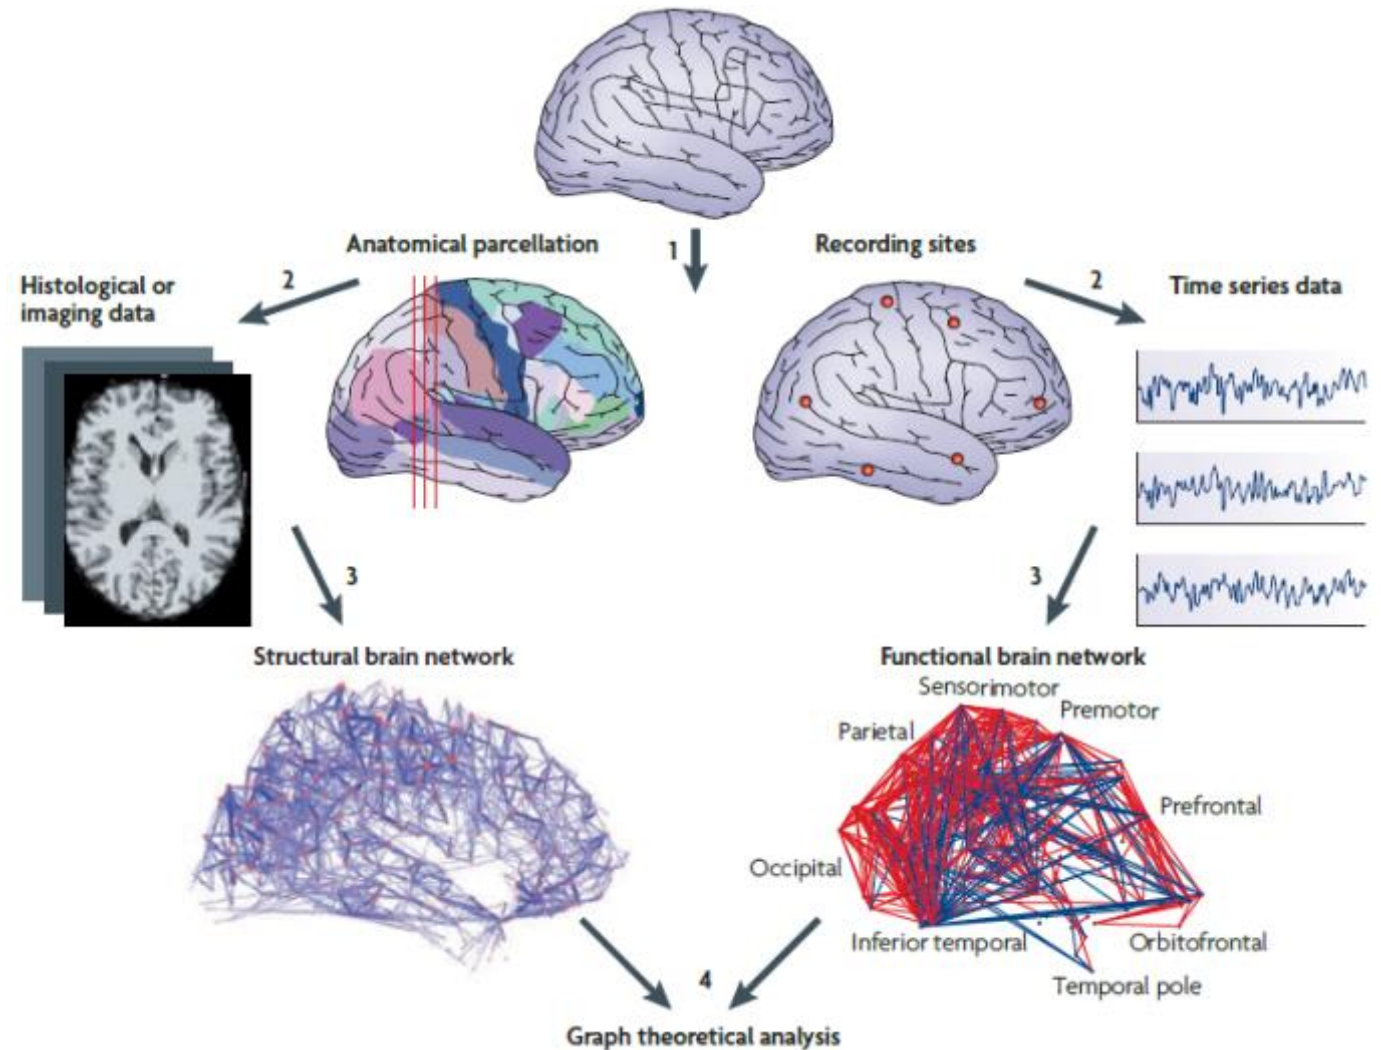 Anatomical parcellation
1
Recording sites
2
2
Histological or
imaging data
Time series data
3
3
Structural brain network
Functional brain network
Sensorimotor
Premotor
Parietal
Prefrontal
Occipital
Inferior temporal
Orbitofrontal
Temporal pole
4
Graph theoretical analysis